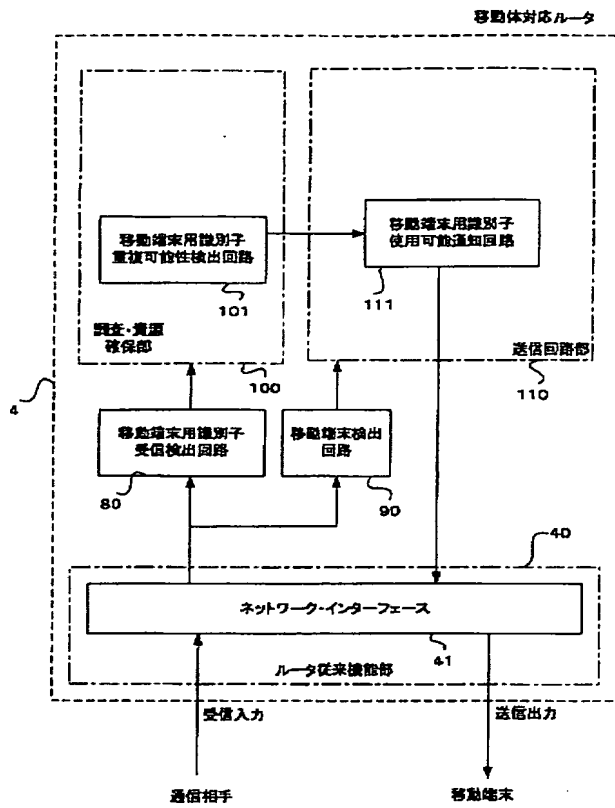 移動体対応ルータ
移動端末用識別子
重複可能性検出回路
101
移動端末用識別子
使用可能通知回路
111
調査・資源
確保部
100
送信回路部
110
4
移動端末用識別子
受信検出回路
80
移動端末検出
回路
90
40
ネットワーク・インターフェース
41
ルータ従来機能部
受信入力
送信出力
通信相手
移動端末